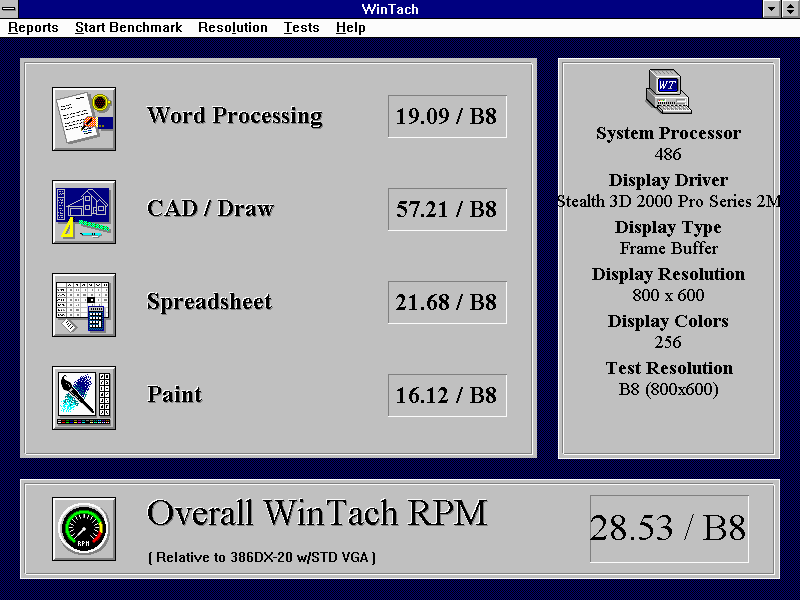 WinTach
Reports Start Benchmark Resolution Tests Help
Word Processing 19.09 / B8
CAD / Draw 57.21 / B8
Spreadsheet 21.68 / B8
Paint 16.12 / B8
WT
System Processor
486
Display Driver
Stealth 3D 2000 Pro Series 2M
Display Type
Frame Buffer
Display Resolution
800 x 600
Display Colors
256
Test Resolution
B8 (800x600)
RPM
Overall WinTach RPM 28.53 / B8
( Relative to 386DX-20 w/STD VGA )